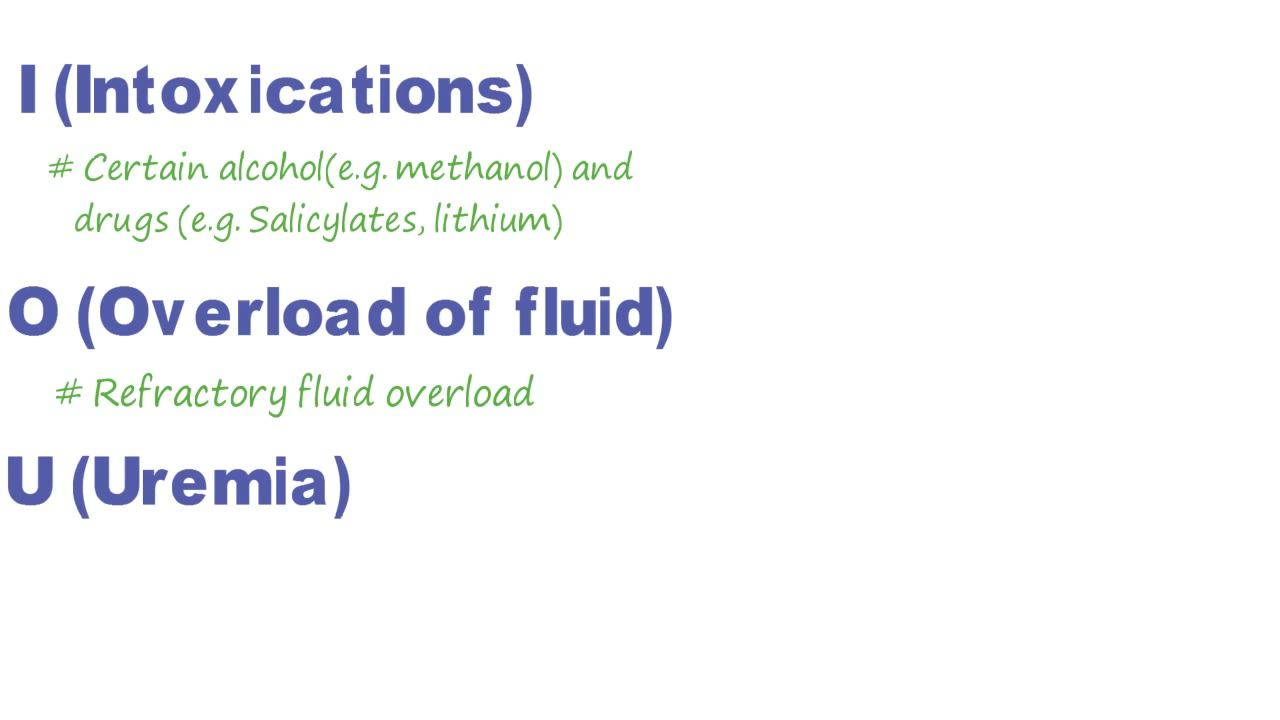 I (Intoxications)
# Certain alcohol(e.g. methanol) and
drugs (e.g. Salicylates, lithium)
O (Overload of fluid)
# Refractory fluid overload
U (Uremia)